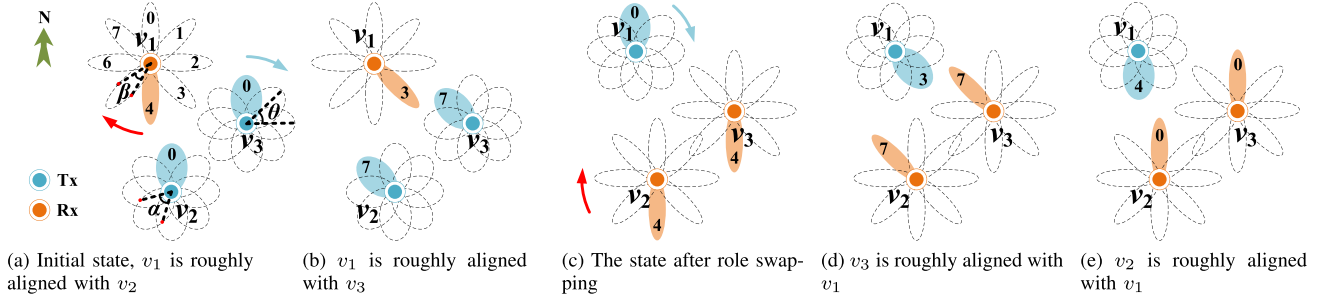 N
0
7
1
v1
6
2
β
3
4
0
θ
v3
0
α
v2
Tx
Rx
(a) Initial state, v1 is roughly
aligned with v2
v1
3
7
v3
7
v2
(b) v1 is roughly aligned
with v3
0
v1
v3
4
v2
4
(c) The state after role swap-
ping
v1
3
7
v3
7
v2
(d) v3 is roughly aligned with
v1
v1
4
0
v3
0
v2
(e) v2 is roughly aligned
with v1